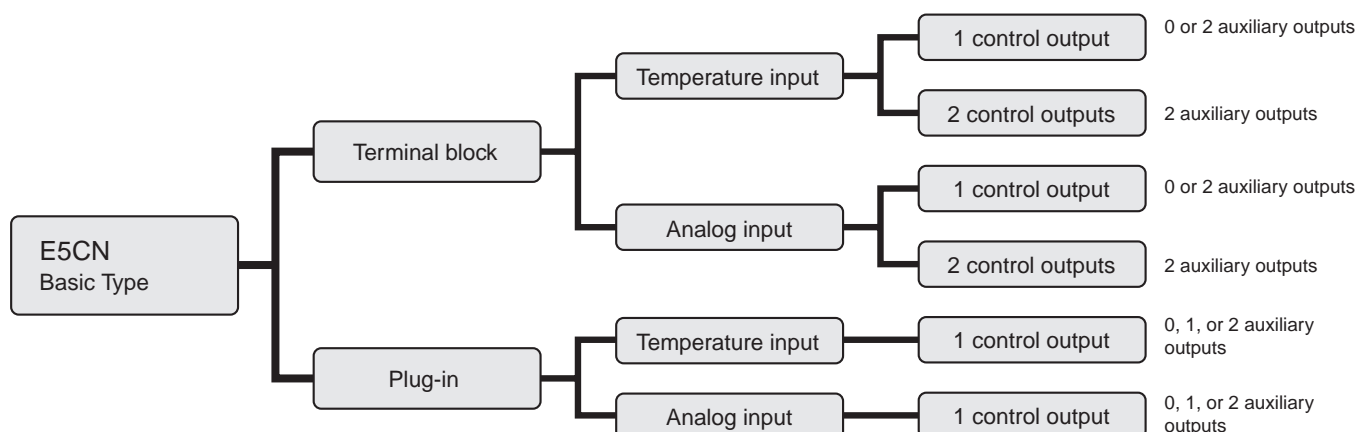 E5CN
Basic Type
Terminal block
Temperature input
1 control output
0 or 2 auxiliary outputs
2 control outputs
2 auxiliary outputs
Analog input
1 control output
0 or 2 auxiliary outputs
2 control outputs
2 auxiliary outputs
Plug-in
Temperature input
1 control output
0, 1, or 2 auxiliary
outputs
Analog input
1 control output
0, 1, or 2 auxiliary
outputs